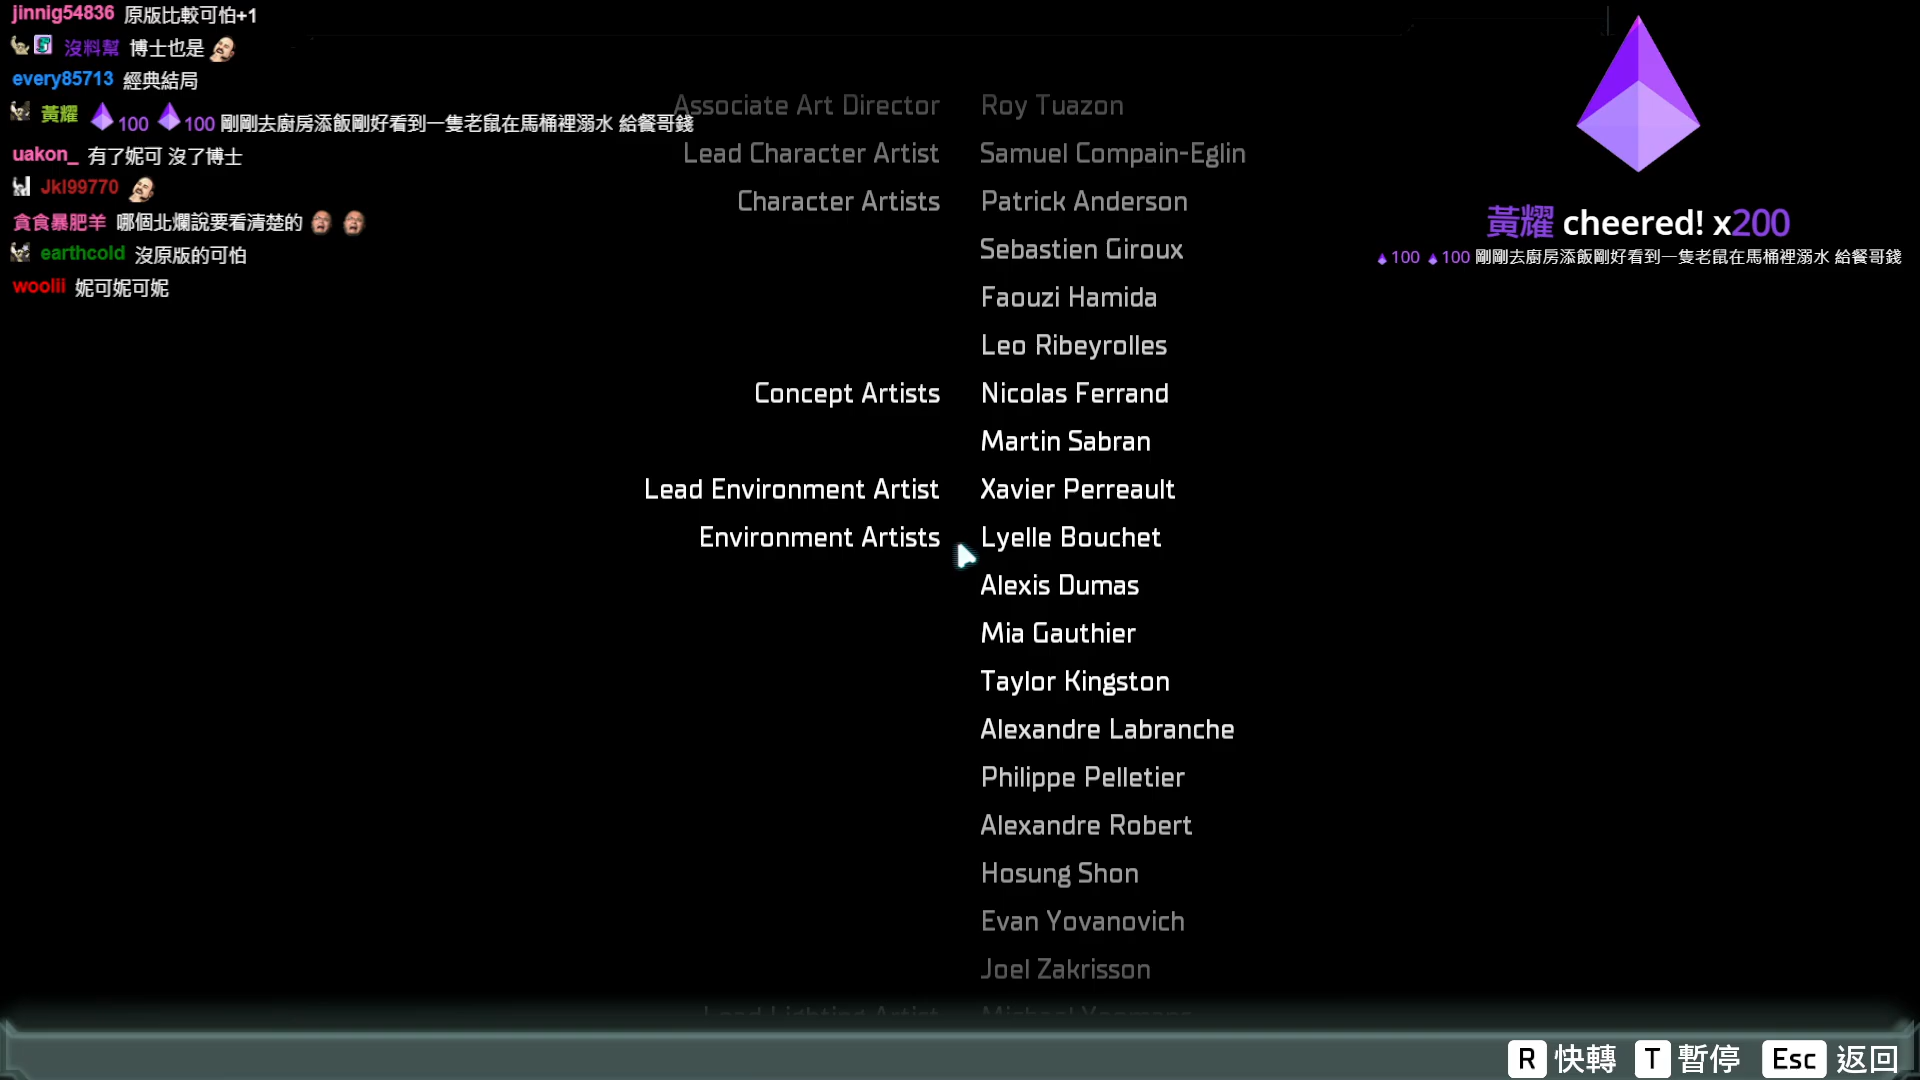 jinnig54836 原版比較可怕+1
沒料幫 博士也是
every85713 經典結局
黃耀 100 100 剛剛去廚房添飯剛好看到一隻老鼠在馬桶裡溺水 給餐哥錢
uakon_ 有了妮可 沒了博士
Jkl99770
貪食暴肥羊 哪個北爛說要看清楚的
earthcold 沒原版的可怕
woolii 妮可妮可妮
黃耀 cheered! x200
100 100 剛剛去廚房添飯剛好看到一隻老鼠在馬桶裡溺水 給餐哥錢
Associate Art Director Roy Tuazon
Lead Character Artist Samuel Compain-Eglin
Character Artists Patrick Anderson
Sebastien Giroux
Faouzi Hamida
Leo Ribeyrolles
Concept Artists Nicolas Ferrand
Martin Sabran
Lead Environment Artist Xavier Perreault
Environment Artists Lyelle Bouchet
Alexis Dumas
Mia Gauthier
Taylor Kingston
Alexandre Labranche
Philippe Pelletier
Alexandre Robert
Hosung Shon
Evan Yovanovich
Joel Zakrisson
Lead Lighting Artist Michael Yeomans
R 快轉 T 暫停 Esc 返回